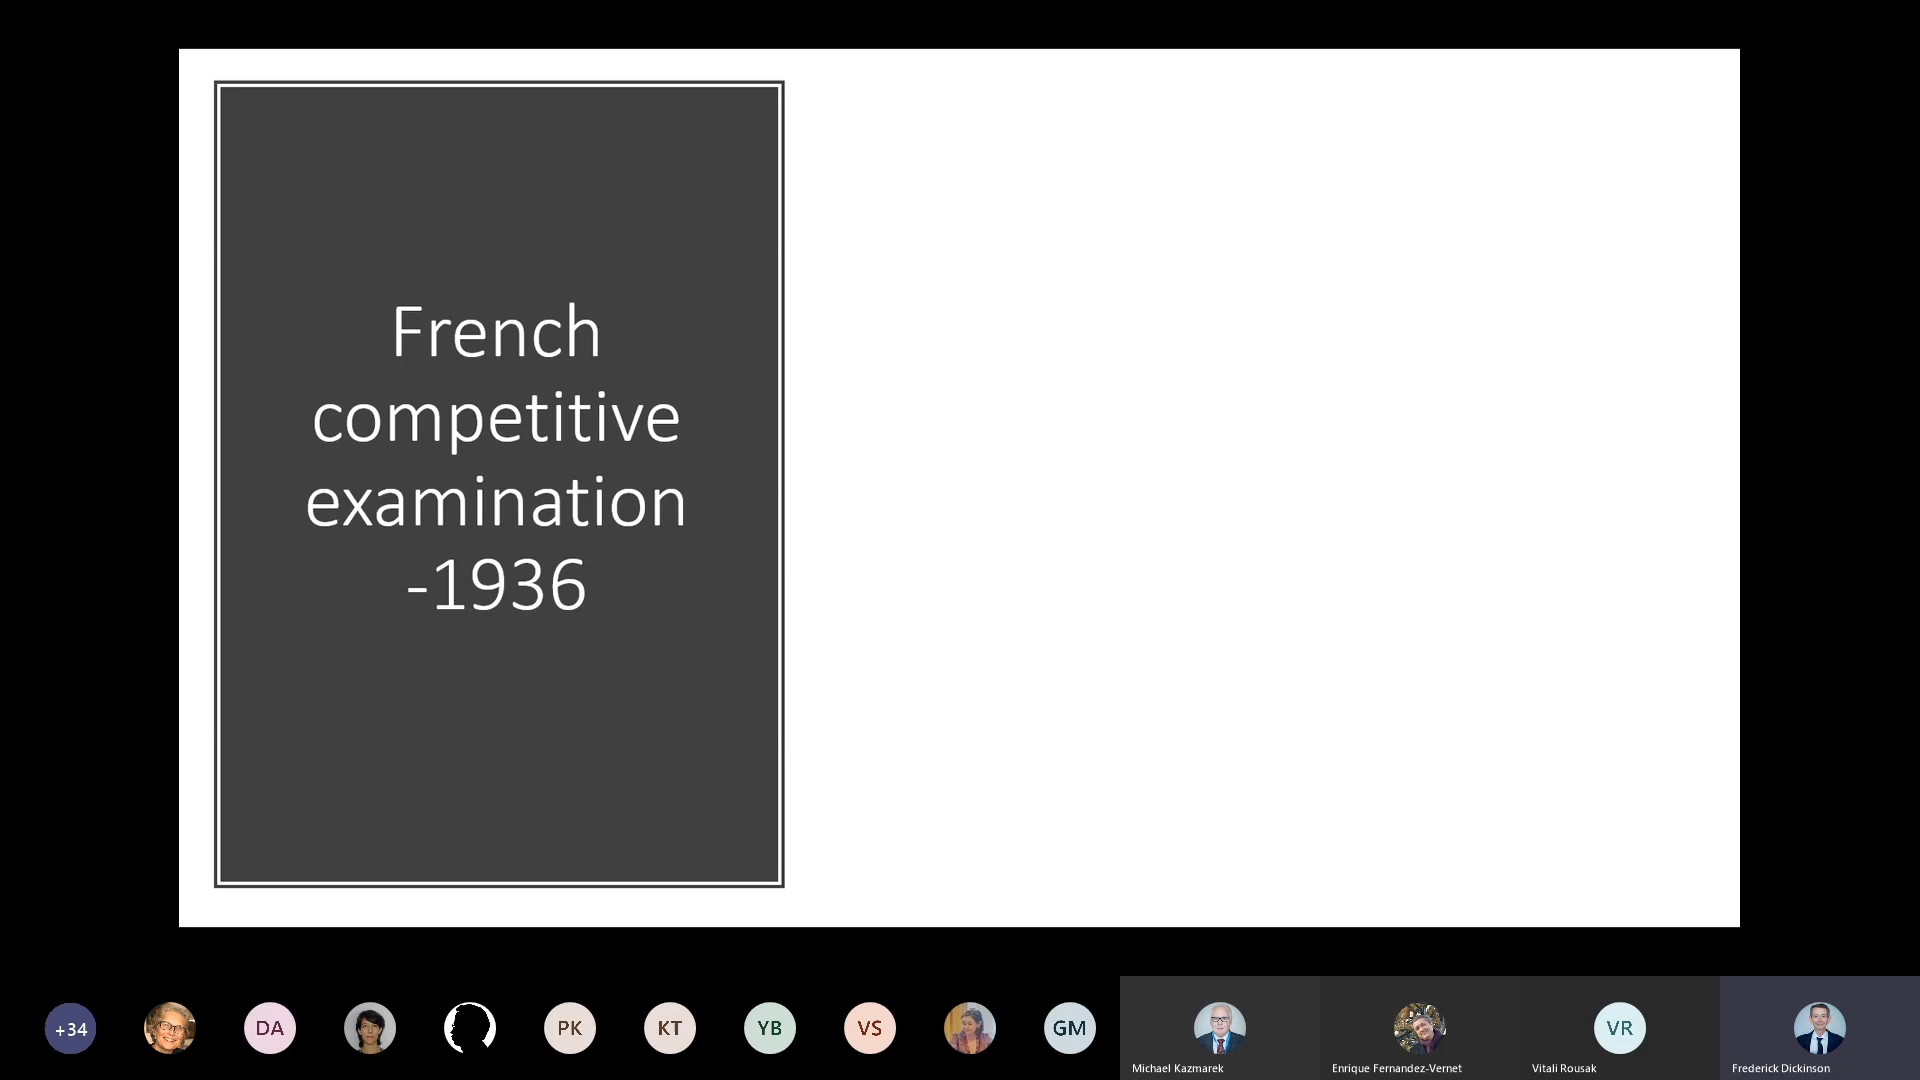 French
competitive
examination
-1936
+34
DA
PK
KT
YB
VS
GM
VR
Michael Kazmarek
Enrique Fernandez-Vernet
Vitali Rousak
Frederick Dickinson